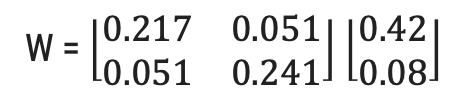 W = ⌊0.217 0.051⌋ ⌊0.42⌋
⌊0.051 0.241⌋ ⌊0.08⌋